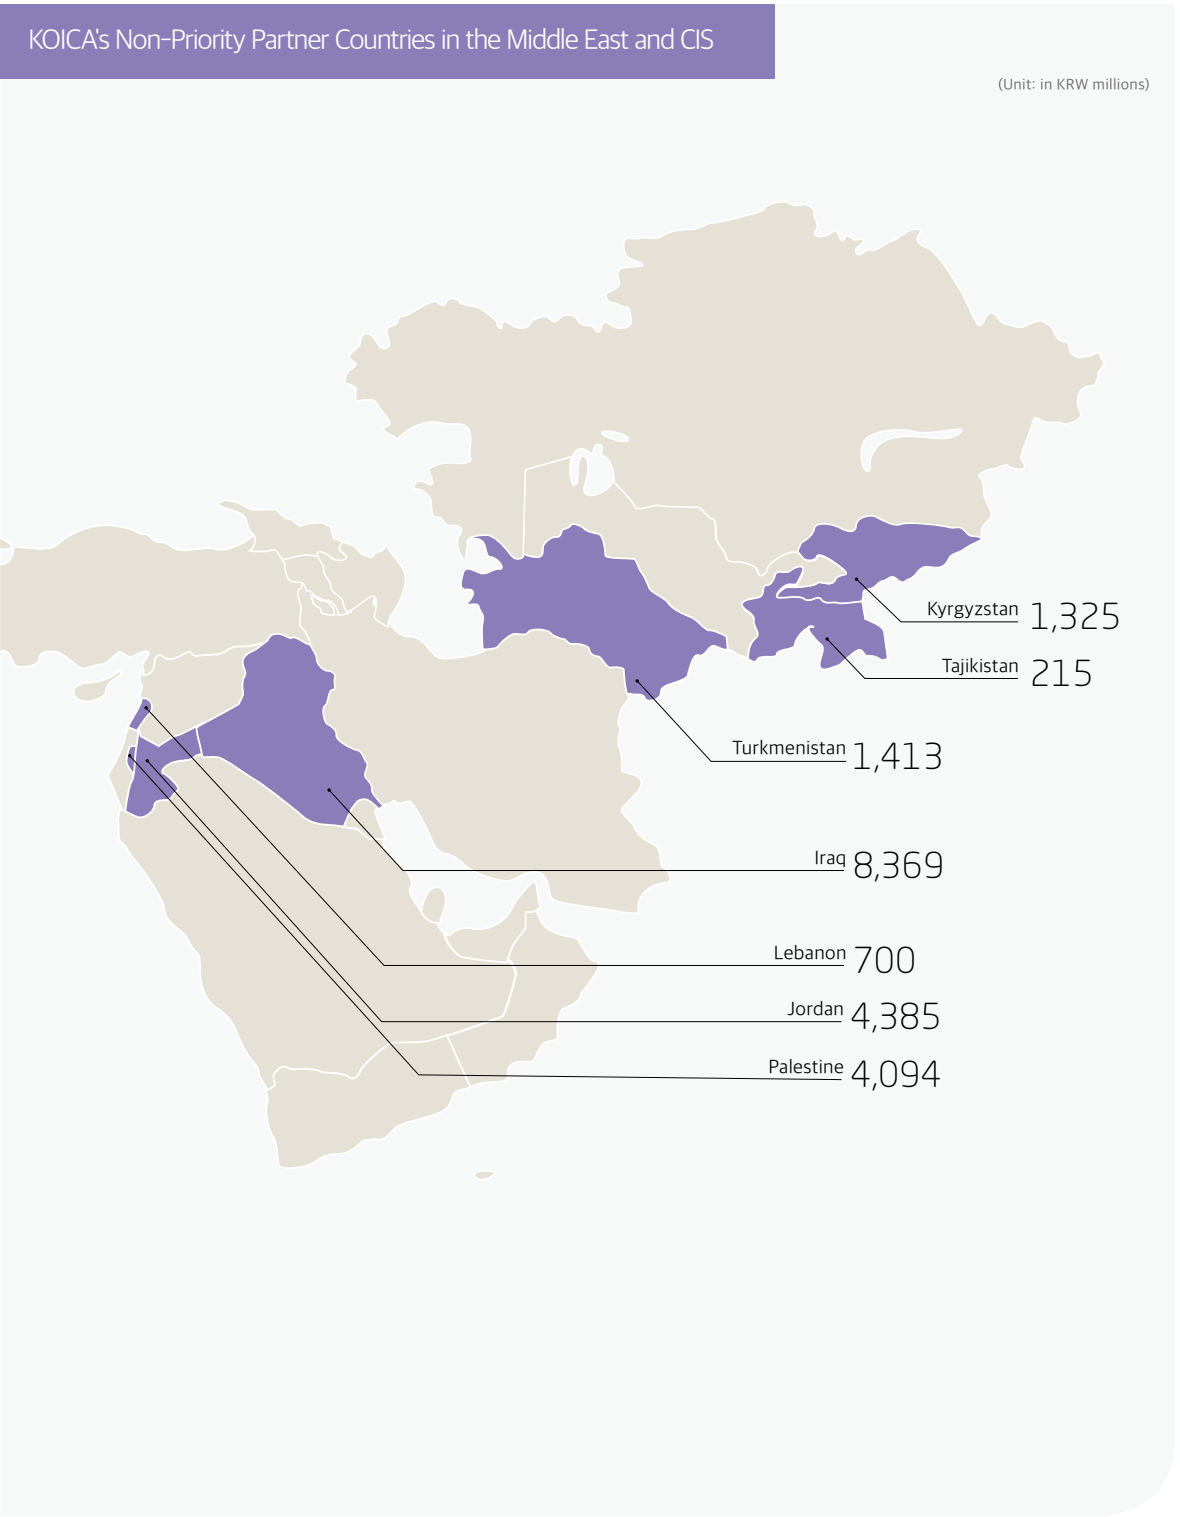 KOICA's Non-Priority Partner Countries in the Middle East and CIS
(Unit: in KRW millions)
Kyrgyzstan 1,325
Tajikistan 215
Turkmenistan 1,413
Iraq 8,369
Lebanon 700
Jordan 4,385
Palestine 4,094